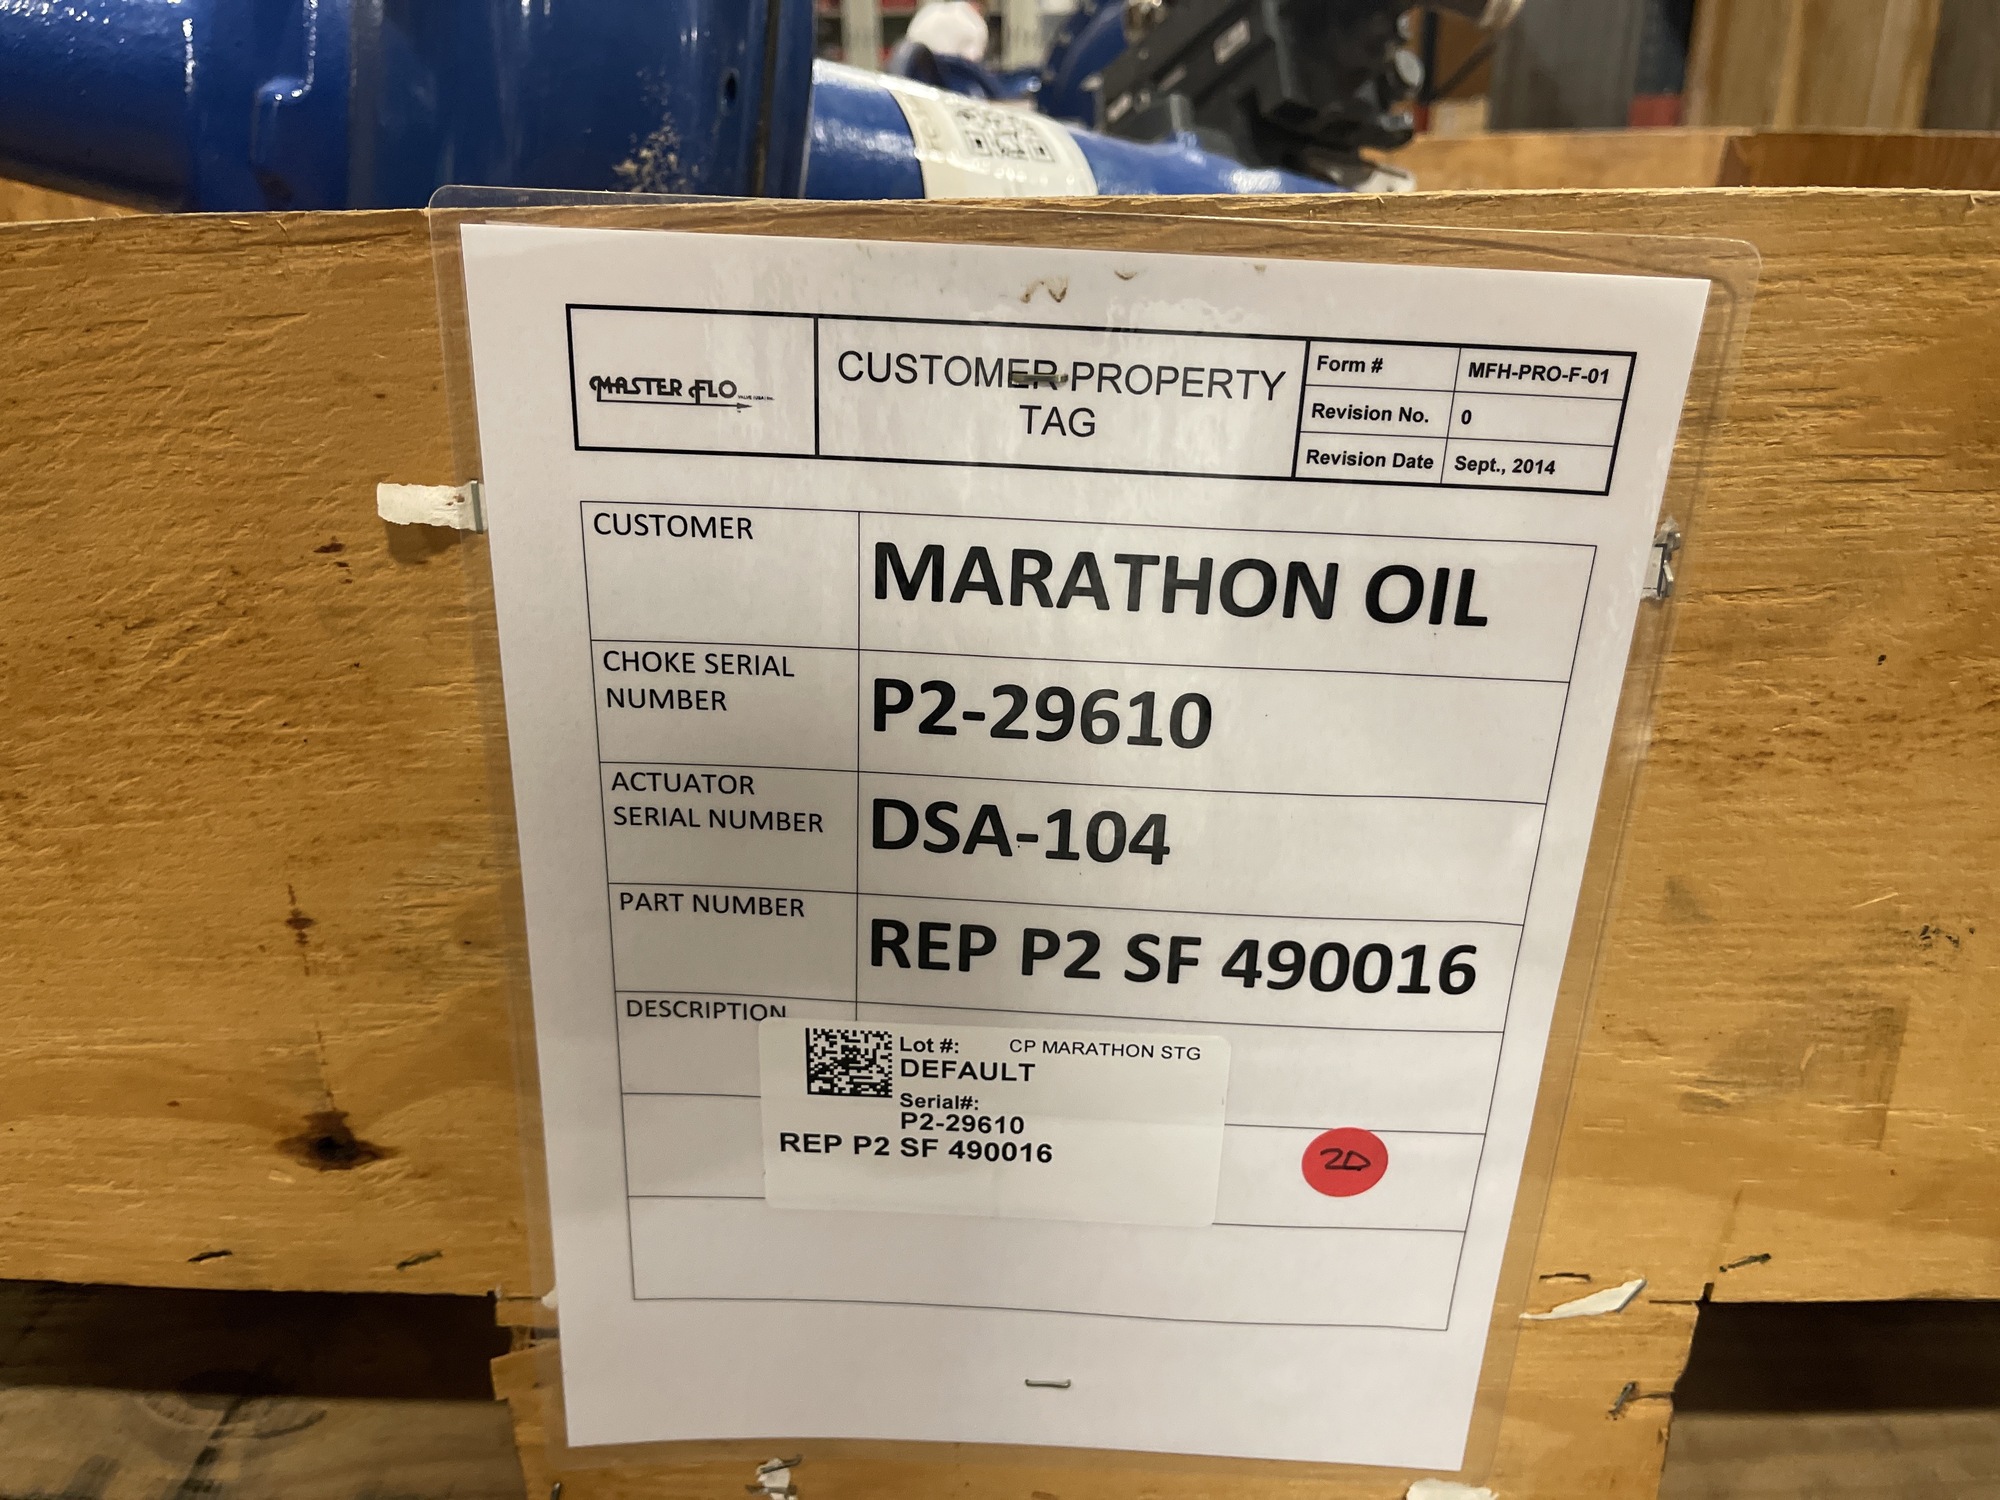 MASTER FLO
CUSTOMER PROPERTY
TAG
Form # MFH-PRO-F-01
Revision No. 0
Revision Date Sept., 2014
CUSTOMER
MARATHON OIL
CHOKE SERIAL
NUMBER
P2-29610
ACTUATOR
SERIAL NUMBER
DSA-104
PART NUMBER
REP P2 SF 490016
DESCRIPTION
Lot #: CP MARATHON STG
DEFAULT
Serial#:
P2-29610
REP P2 SF 490016
2D